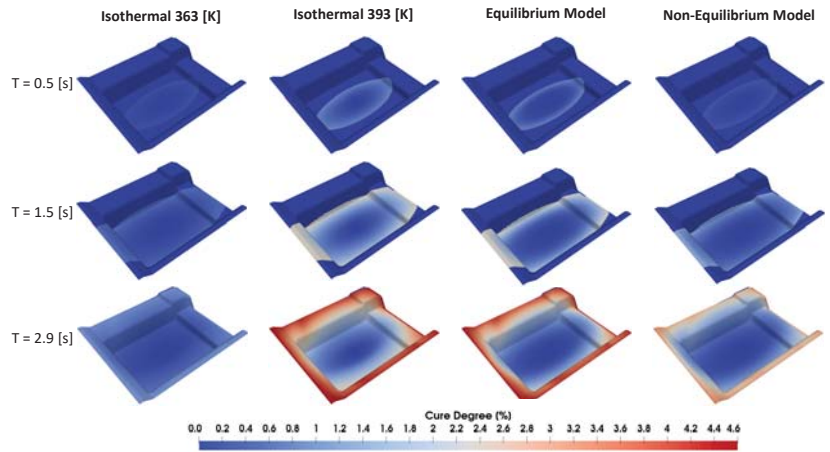 Isothermal 363 [K] Isothermal 393 [K] Equilibrium Model Non-Equilibrium Model
T = 0.5 [s]
T = 1.5 [s]
T = 2.9 [s]
Cure Degree (%)
0.0 0.2 0.4 0.6 0.8 1 1.2 1.4 1.6 1.8 2 2.2 2.4 2.6 2.8 3 3.2 3.4 3.6 3.8 4 4.2 4.4 4.6